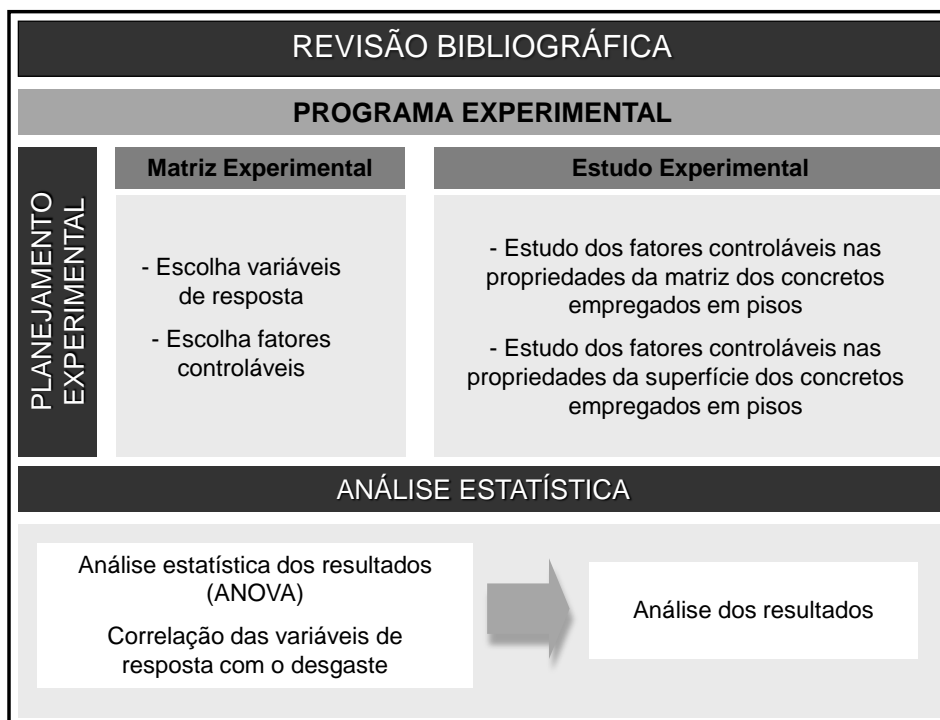 REVISÃO BIBLIOGRÁFICA
PROGRAMA EXPERIMENTAL
PLANEJAMENTO
EXPERIMENTAL
Matriz Experimental
- Escolha variáveis
de resposta
- Escolha fatores
controláveis
Estudo Experimental
- Estudo dos fatores controláveis nas
propriedades da matriz dos concretos
empregados em pisos
- Estudo dos fatores controláveis nas
propriedades da superfície dos concretos
empregados em pisos
ANÁLISE ESTATÍSTICA
Análise estatística dos resultados
(ANOVA)
Correlação das variáveis de
resposta com o desgaste
Análise dos resultados